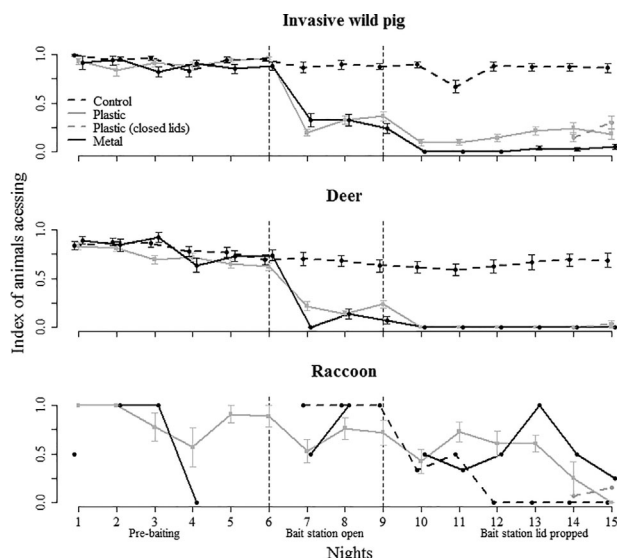 Invasive wild pig
1.0
0.5
0.0
Control
Plastic
Plastic (closed lids)
Metal
Deer
Index of animals acessing
1.0
0.5
0.0
Raccoon
1.0
0.5
0.0
1 2 3 4 5 6 7 8 9 10 11 12 13 14 15
Pre-baiting Bait station open Bait station lid propped
Nights